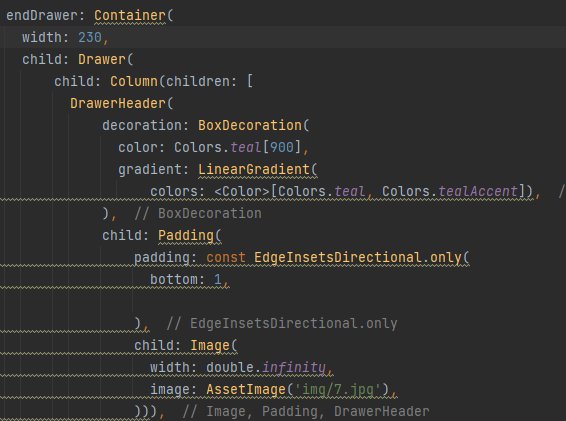 endDrawer: Container(
width: 230,
child: Drawer(
child: Column(children: [
DrawerHeader(
decoration: BoxDecoration(
color: Colors.teal[900],
gradient: LinearGradient(
colors: <Color>[Colors.teal, Colors.tealAccent]), //
), // BoxDecoration
child: Padding(
padding: const EdgeInsetsDirectional.only(
bottom: 1,
), // EdgeInsetsDirectional.only
child: Image(
width: double.infinity,
image: AssetImage('img/7.jpg'),
))), // Image, Padding, DrawerHeader